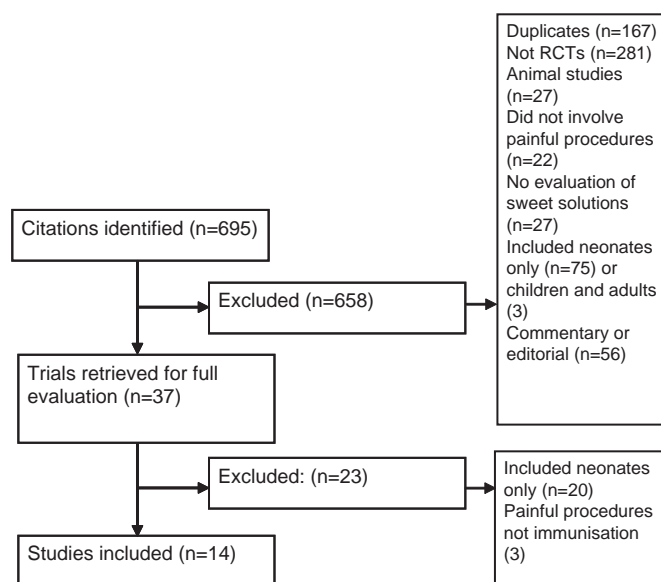 Citations identified (n=695)
Excluded (n=658)
Duplicates (n=167)
Not RCTs (n=281)
Animal studies
(n=27)
Did not involve
painful procedures
(n=22)
No evaluation of
sweet solutions
(n=27)
Included neonates
only (n=75) or
children and adults
(3)
Commentary or
editorial (n=56)
Trials retrieved for full
evaluation (n=37)
Excluded: (n=23)
Included neonates
only (n=20)
Painful procedures
not immunisation
(3)
Studies included (n=14)